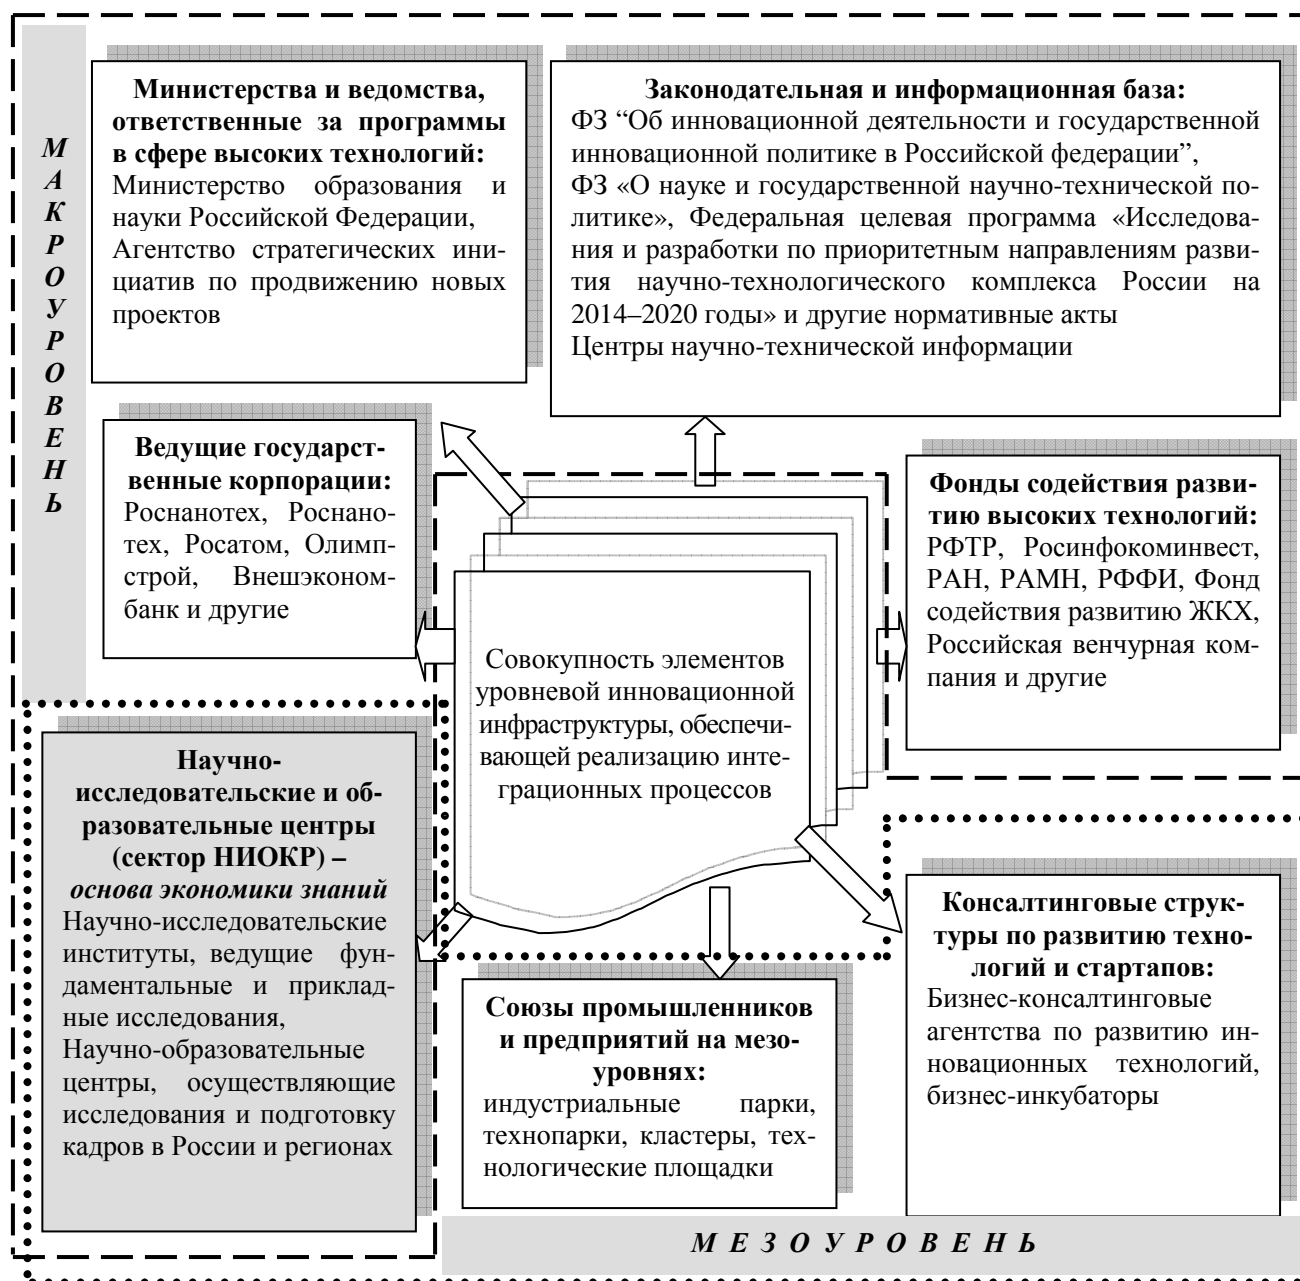 МАКРОУРОВЕНЬ
Министерства и ведомства,
ответственные за программы
в сфере высоких технологий:
Министерство образования и
науки Российской Федерации,
Агентство стратегических ини-
циатив по продвижению новых
проектов
Законодательная и информационная база:
ФЗ “Об инновационной деятельности и государственной
инновационной политике в Российской федерации”,
ФЗ «О науке и государственной научно-технической по-
литике», Федеральная целевая программа «Исследова-
ния и разработки по приоритетным направлениям разви-
тия научно-технологического комплекса России на
2014–2020 годы» и другие нормативные акты
Центры научно-технической информации
Ведущие государст-
венные корпорации:
Роснанотех, Роснано-
тех, Росатом, Олимп-
строй, Внешэконом-
банк и другие
Фонды содействия разви-
тию высоких технологий:
РФТР, Росинфокоминвест,
РАН, РАМН, РФФИ, Фонд
содействия развитию ЖКХ,
Российская венчурная ком-
пания и другие
Совокупность элементов
уровневой инновационной
инфраструктуры, обеспечи-
вающей реализацию инте-
грационных процессов
Научно-
исследовательские и об-
разовательные центры
(сектор НИОКР) –
основа экономики знаний
Научно-исследовательские
институты, ведущие фун-
даментальные и приклад-
ные исследования,
Научно-образовательные
центры, осуществляющие
исследования и подготовку
кадров в России и регионах
Союзы промышленников
и предприятий на мезо-
уровнях:
индустриальные парки,
технопарки, кластеры, тех-
нологические площадки
Консалтинговые струк-
туры по развитию техно-
логий и стартапов:
Бизнес-консалтинговые
агентства по развитию ин-
новационных технологий,
бизнес-инкубаторы
МЕЗОУРОВЕНЬ